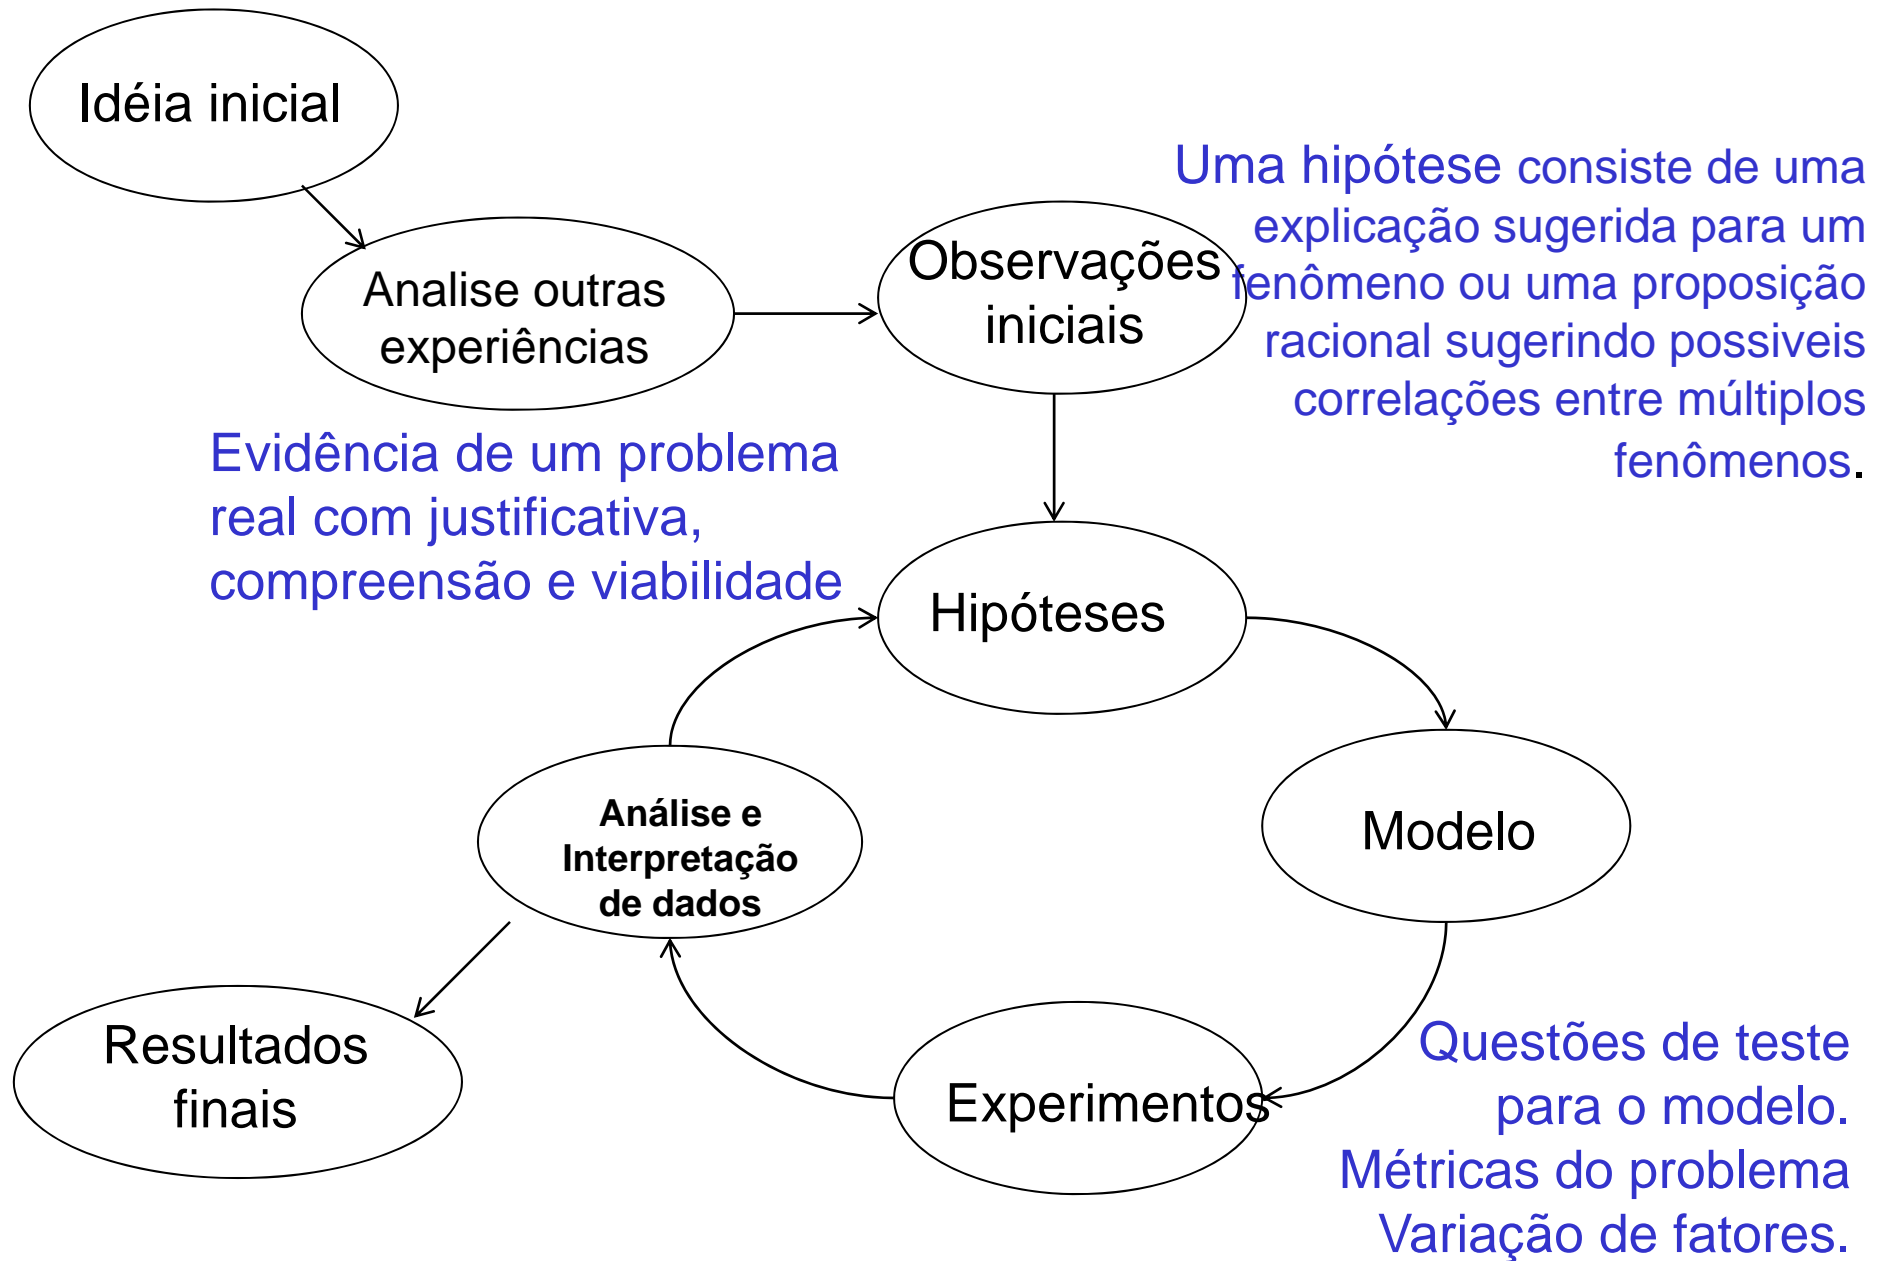 Idéia inicial
Analise outras
experiências
Observações
iniciais
Uma hipótese consiste de uma
explicação sugerida para um
fenômeno ou uma proposição
racional sugerindo possiveis
correlações entre múltiplos
fenômenos.
Evidência de um problema
real com justificativa,
compreensão e viabilidade
Hipóteses
Modelo
Análise e
Interpretação
de dados
Experimentos
Resultados
finais
Questões de teste
para o modelo.
Métricas do problema
Variação de fatores.